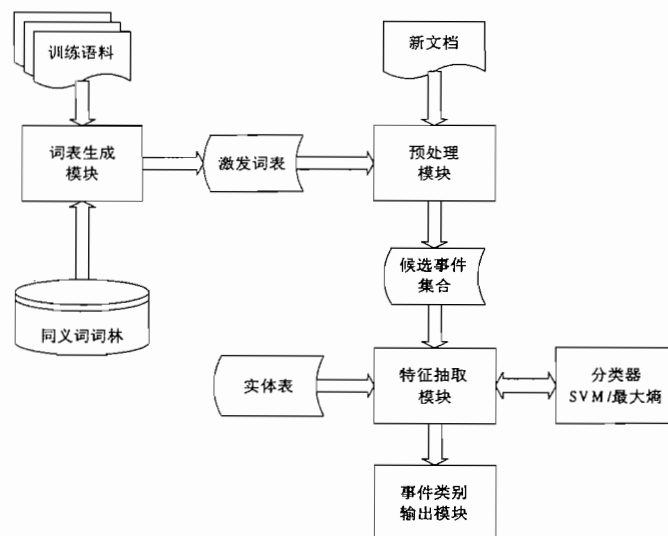 训练语料
新文档
词表生成
模块
激发词表
预处理
模块
候选事件
集合
同义词词林
实体表
特征抽取
模块
分类器
SVM/最大熵
事件类别
输出模块